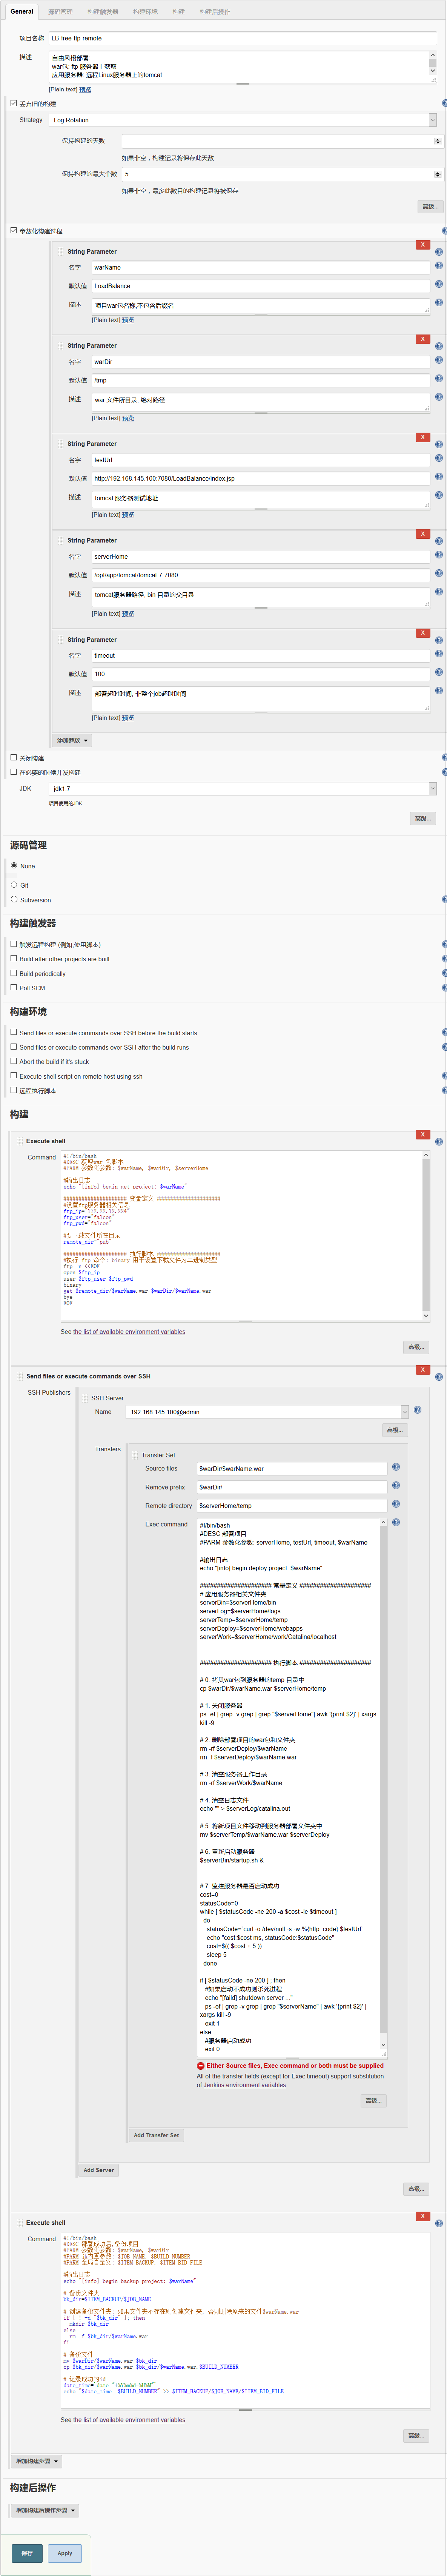 General 源码管理 构建触发器 构建环境 构建 构建后操作
项目名称 LB-free-ftp-remote
描述 自由风格部署:
war包: ftp 服务器上获取
应用服务器: 远程Linux服务器上的tomcat
[Plain text] 预览
丢弃旧的构建
Strategy Log Rotation
保持构建的天数
如果非空，构建记录将保存此天数
保持构建的最大个数 5
如果非空，最多此数目的构建记录将被保存
高级...
参数化构建过程
X
String Parameter
名字 warName
默认值 LoadBalance
描述 项目war包名称,不包含后缀名
[Plain text] 预览
X
String Parameter
名字 warDir
默认值 /tmp
描述 war 文件所目录, 绝对路径
[Plain text] 预览
X
String Parameter
名字 testUrl
默认值 http://192.168.145.100:7080/LoadBalance/index.jsp
描述 tomcat 服务器测试地址
[Plain text] 预览
X
String Parameter
名字 serverHome
默认值 /opt/app/tomcat/tomcat-7-7080
描述 tomcat服务器路径, bin 目录的父目录
[Plain text] 预览
X
String Parameter
名字 timeout
默认值 100
描述 部署超时时间, 非整个job超时时间
[Plain text] 预览
添加参数
关闭构建
在必要的时候并发构建
JDK jdk1.7
项目使用的JDK
高级...
源码管理
None
Git
Subversion
构建触发器
触发远程构建 (例如,使用脚本)
Build after other projects are built
Build periodically
Poll SCM
构建环境
Send files or execute commands over SSH before the build starts
Send files or execute commands over SSH after the build runs
Abort the build if it's stuck
Execute shell script on remote host using ssh
远程执行脚本
构建
X
Execute shell
Command #!/bin/bash
#DESC 获取war 包脚本
#PARM 参数化参数: $warName, $warDir, $serverHome
#输出日志
echo "[info] begin get project: $warName"
##################### 变量定义 #####################
#设置ftp服务器相关信息
ftp_ip="172.22.12.224"
ftp_user="falcon"
ftp_pwd="falcon"
#要下载文件所在目录
remote_dir="pub"
##################### 执行脚本 #####################
#执行 ftp 命令: binary 用于设置下载文件为二进制类型
ftp -n <<EOF
open $ftp_ip
user $ftp_user $ftp_pwd
binary
get $remote_dir/$warName.war $warDir/$warName.war
bye
EOF
See the list of available environment variables
高级...
X
Send files or execute commands over SSH
SSH Publishers SSH Server
Name 192.168.145.100@admin
高级...
Transfers Transfer Set
Source files $warDir/$warName.war
Remove prefix $warDir/
Remote directory $serverHome/temp
Exec command #!/bin/bash
#DESC 部署项目
#PARM 参数化参数: serverHome, testUrl, timeout, $warName
#输出日志
echo "[info] begin deploy project: $warName"
##################### 常量定义 #####################
# 应用服务器相关文件夹
serverBin=$serverHome/bin
serverLog=$serverHome/logs
serverTemp=$serverHome/temp
serverDeploy=$serverHome/webapps
serverWork=$serverHome/work/Catalina/localhost
##################### 执行脚本 #####################
# 0. 拷贝war包到服务器的temp 目录中
cp $warDir/$warName.war $serverHome/temp
# 1. 关闭服务器
ps -ef | grep -v grep | grep "$serverHome"| awk '{print $2}' | xargs
kill -9
# 2. 删除部署项目的war包和文件夹
rm -rf $serverDeploy/$warName
rm -f $serverDeploy/$warName.war
# 3. 清空服务器工作目录
rm -rf $serverWork/$warName
# 4. 清空日志文件
echo "" > $serverLog/catalina.out
# 5. 将新项目文件移动到服务器部署文件夹中
mv $serverTemp/$warName.war $serverDeploy
# 6. 重新启动服务器
$serverBin/startup.sh &
# 7. 监控服务器是否启动成功
cost=0
statusCode=0
while [ $statusCode -ne 200 -a $cost -le $timeout ]
do
statusCode=`curl -o /dev/null -s -w %{http_code} $testUrl`
echo "cost:$cost ms, statusCode:$statusCode"
cost=$(( $cost + 5 ))
sleep 5
done
if [ $statusCode -ne 200 ] ; then
#如果启动不成功则杀死进程
echo "[faild] shutdown server ..."
ps -ef | grep -v grep | grep "$serverName" | awk '{print $2}' |
xargs kill -9
exit 1
else
#服务器启动成功
exit 0
Either Source files, Exec command or both must be supplied
All of the transfer fields (except for Exec timeout) support substitution
of Jenkins environment variables
高级...
Add Transfer Set
Add Server
高级...
X
Execute shell
Command #!/bin/bash
#DESC 部署成功后,备份项目
#PARM 参数化参数: $warName, $warDir
#PARM jk内置参数: $JOB_NAME, $BUILD_NUMBER
#PARM 全局自定义: $ITEM_BACKUP, $ITEM_BID_FILE
#输出日志
echo "[info] begin backup project: $warName"
# 备份文件夹
bk_dir=$ITEM_BACKUP/$JOB_NAME
# 创建备份文件夹: 如果文件夹不存在则创建文件夹, 否则删除原来的文件$warName.war
if [ ! -d "$bk_dir" ]; then
mkdir $bk_dir
else
rm -f $bk_dir/$warName.war
fi
# 备份文件
mv $warDir/$warName.war $bk_dir
cp $bk_dir/$warName.war $bk_dir/$warName.war.$BUILD_NUMBER
# 记录成功的id
date_time=`date "+%Y%m%d-%H%M"`
echo "$date_time $BUILD_NUMBER" >> $ITEM_BACKUP/$JOB_NAME/$ITEM_BID_FILE
See the list of available environment variables
高级...
增加构建步骤
构建后操作
增加构建后操作步骤
保存 Apply